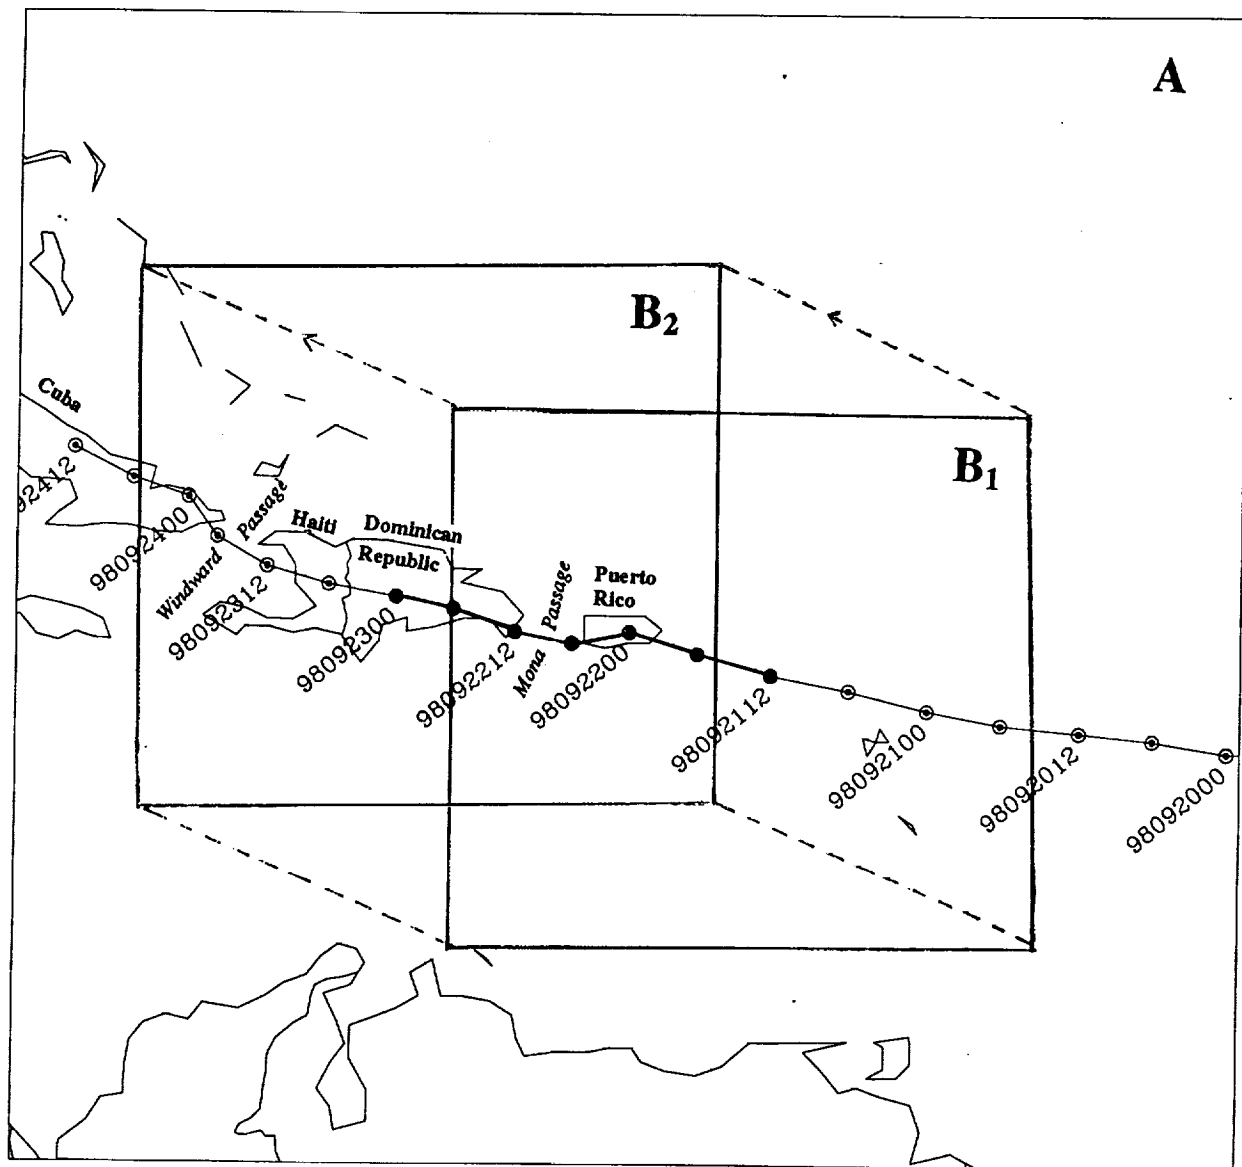 A
B2
B1
Cuba
Windward Passage
Haiti
Dominican
Republic
Mona Passage
Puerto
Rico
92412
98092400
98092312
98092300
98092212
98092200
98092112
98092100
98092012
98092000